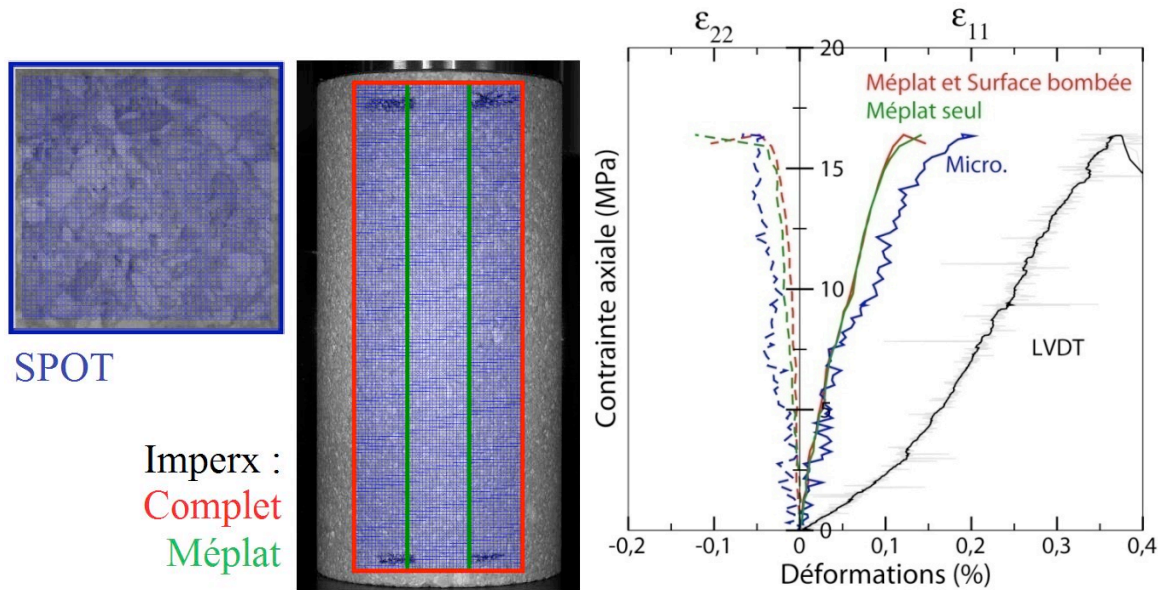 SPOT
Imperx :
Complet
Méplat
ε22
ε11
20
15
10
5
0
Contrainte axiale (MPa)
Méplat et Surface bombée
Méplat seul
Micro.
LVDT
-0,2
-0,1
0
0,1
0,2
0,3
0,4
Déformations (%)